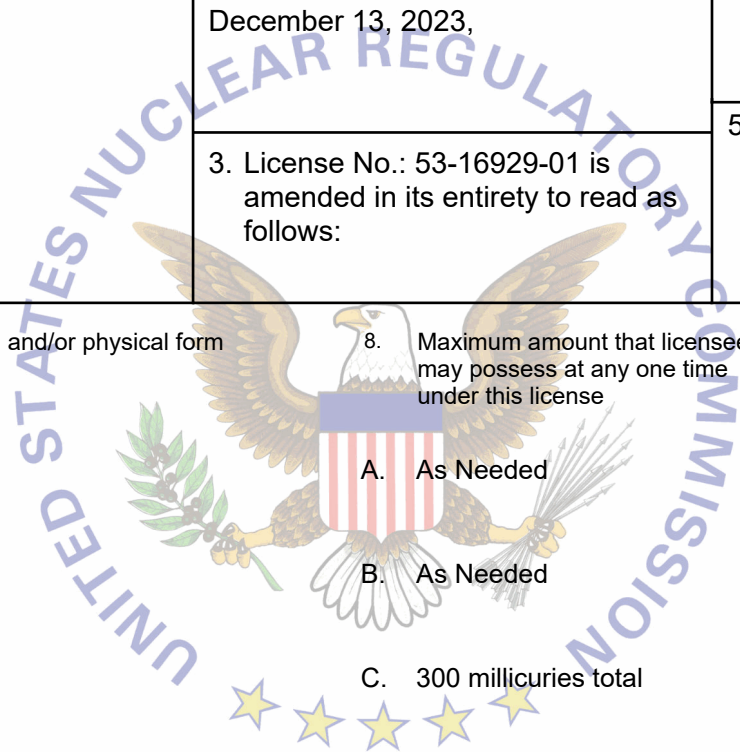 December 13, 2023,
5
3. License No.: 53-16929-01 is
amended in its entirety to read as
follows:
and/or physical form
8. Maximum amount that licensee
may possess at any one time
under this license
A. As Needed
B. As Needed
C. 300 millicuries total
UNITED STATES NUCLEAR REGULATORY COMMISSION